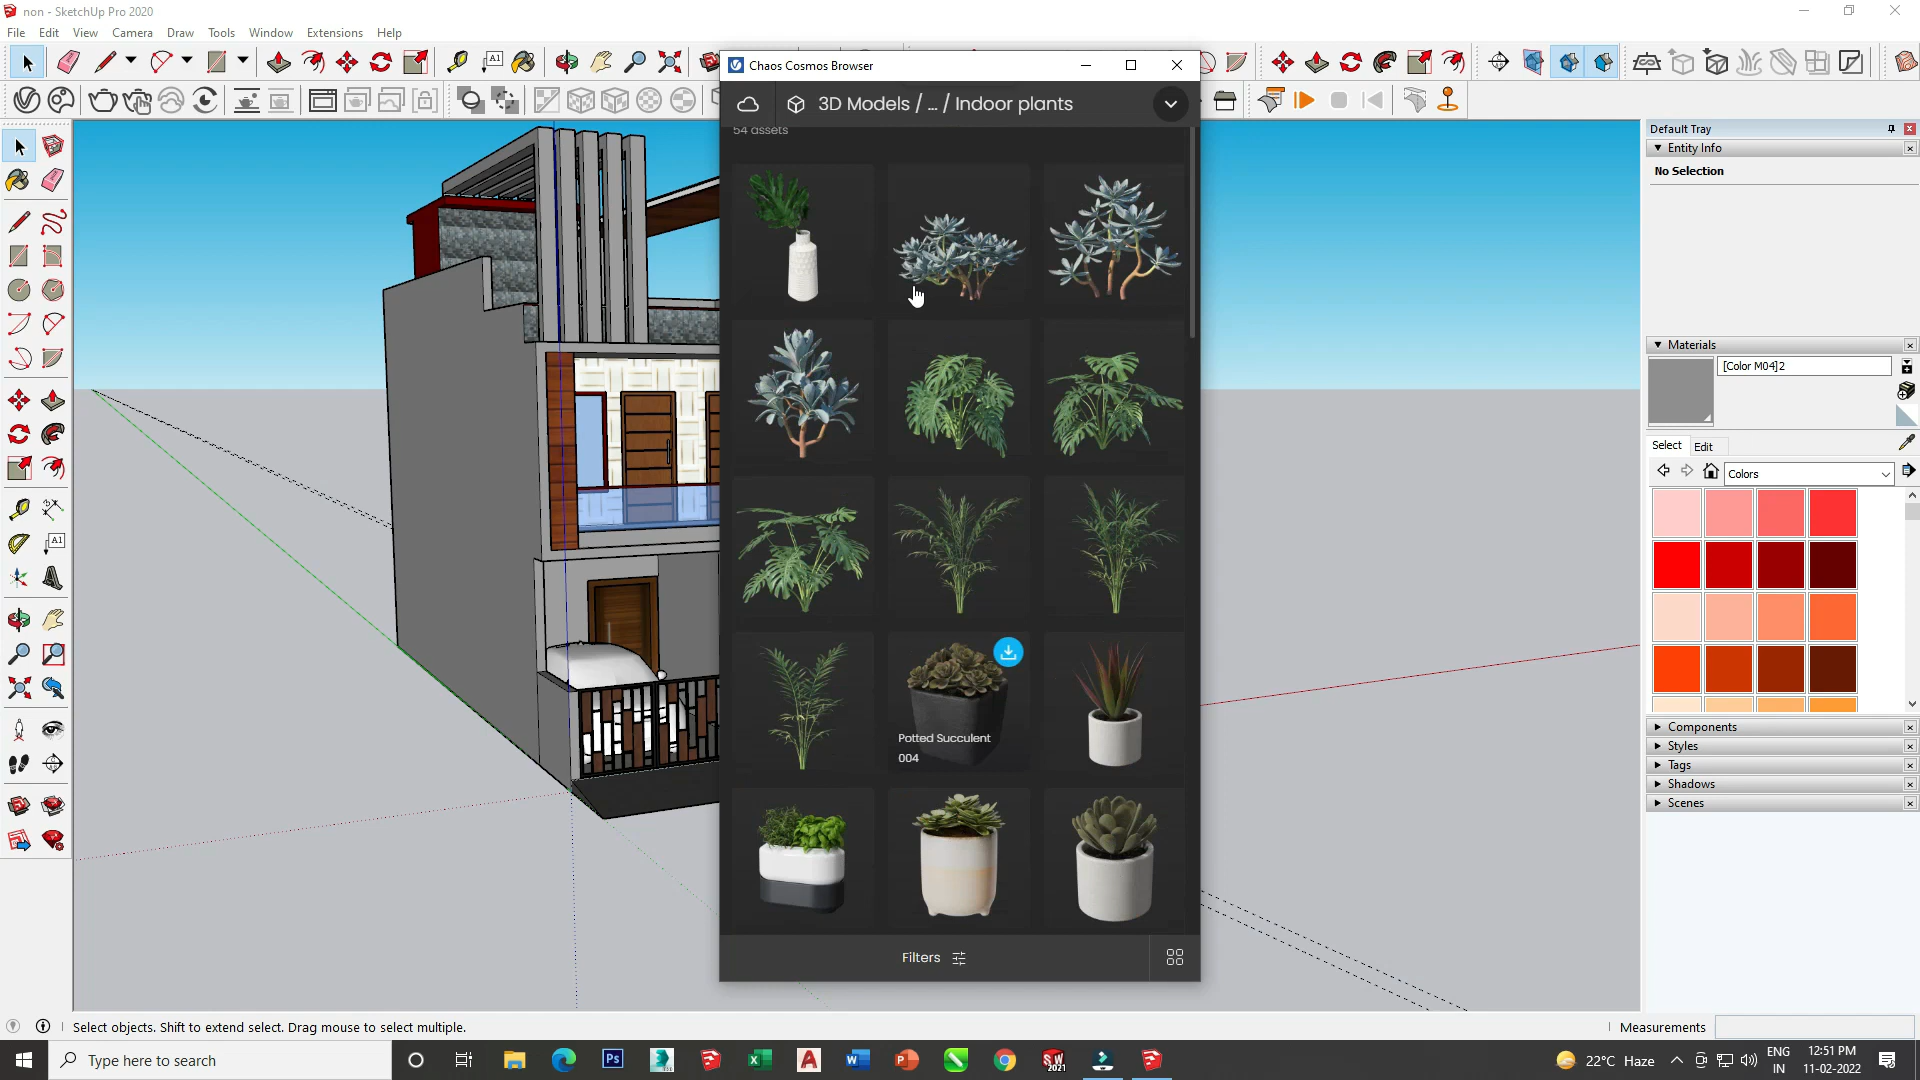 non - SketchUp Pro 2020
File Edit View Camera Draw Tools Window Extensions Help
Chaos Cosmos Browser
3D Models / ... / Indoor plants
54 assets
Potted Succulent
004
Filters
Default Tray
Entity Info
No Selection
Materials
[Color M04]2
Select Edit
Colors
Components
Styles
Tags
Shadows
Scenes
Select objects. Shift to extend select. Drag mouse to select multiple.
Measurements
Type here to search
22°C Haze
ENG
IN
12:51 PM
11-02-2022